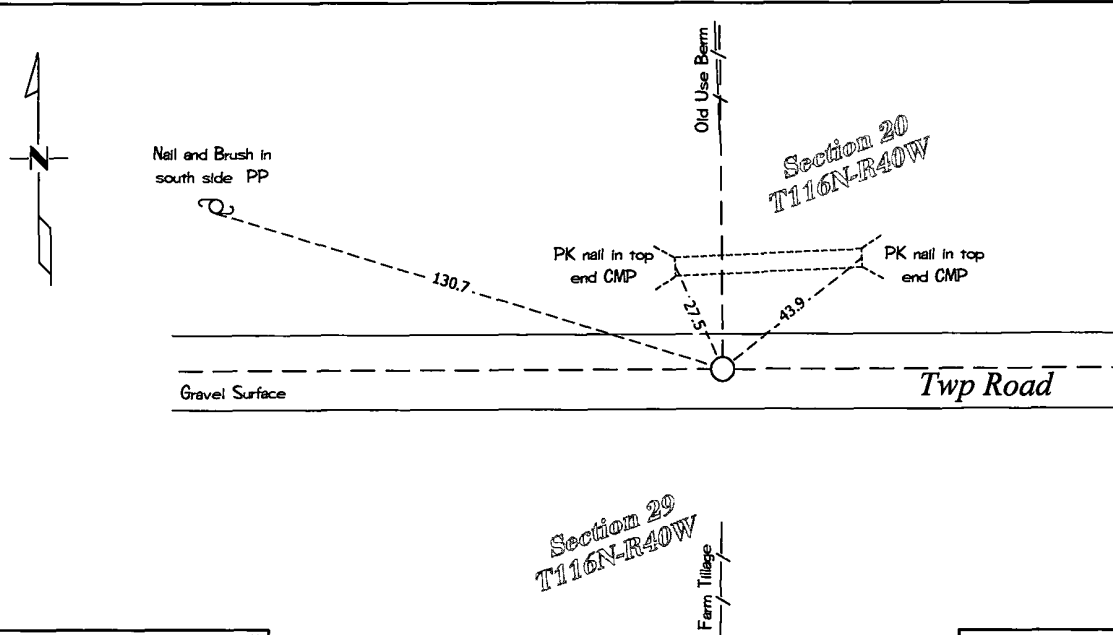 Old Use Berm
Section 20
T116N-R40W
N
Nail and Brush in
south side PP
PK nail in top
end CMP
PK nail in top
end CMP
130.7
27.5
43.9
Gravel Surface
Twp Road
Section 29
T116N-R40W
Farm Tillage